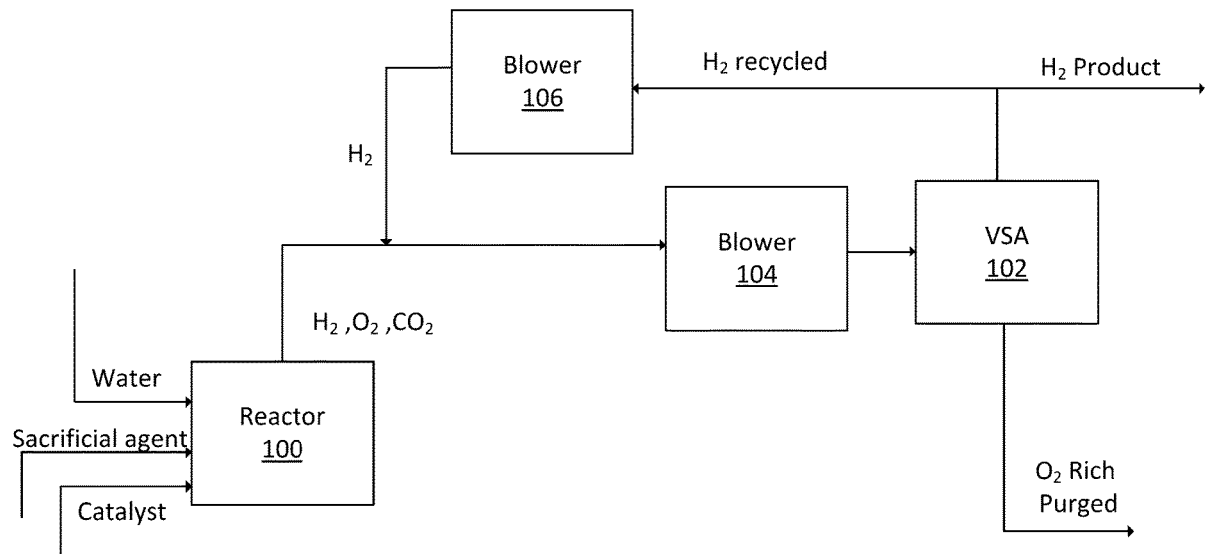 Blower
106
H₂ recycled
H₂ Product
H₂
Blower
104
VSA
102
H₂ ,O₂ ,CO₂
Water
Reactor
100
Sacrificial agent
Catalyst
O₂ Rich
Purged